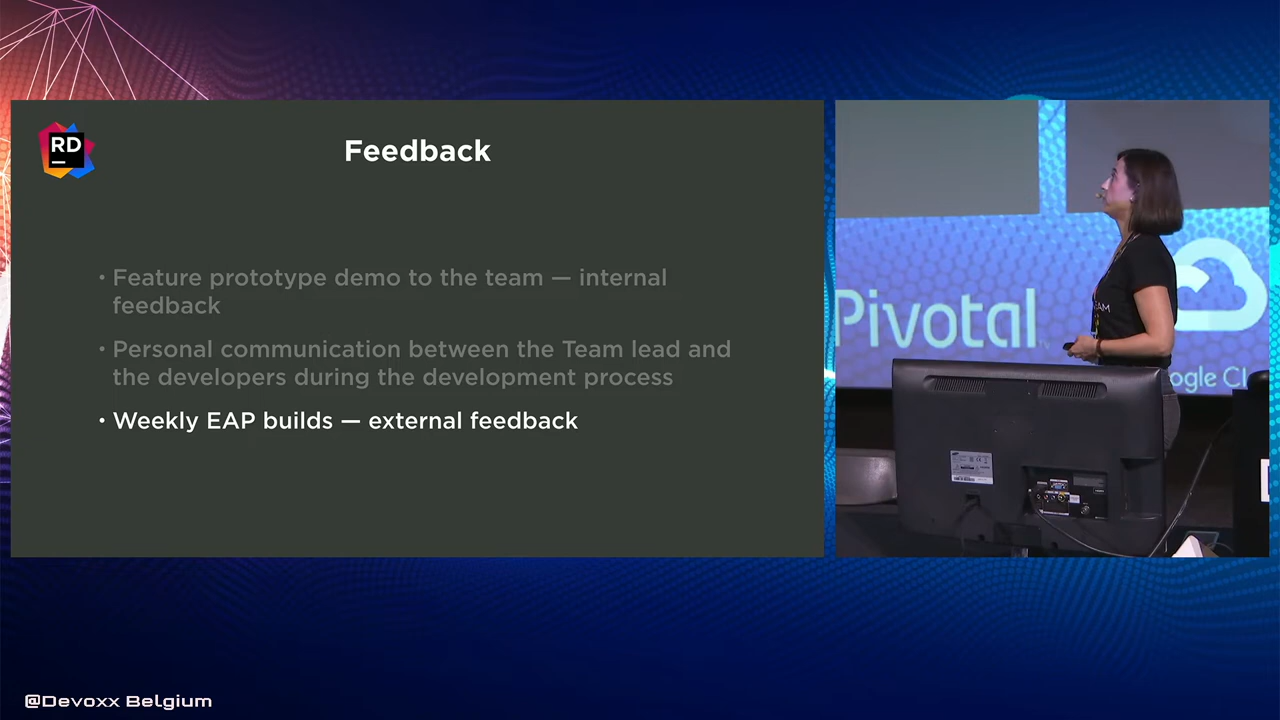 RD
Feedback
• Feature prototype demo to the team — internal
feedback
• Personal communication between the Team lead and
the developers during the development process
• Weekly EAP builds — external feedback
Pivotal
ogle Cl
@Devoxx Belgium